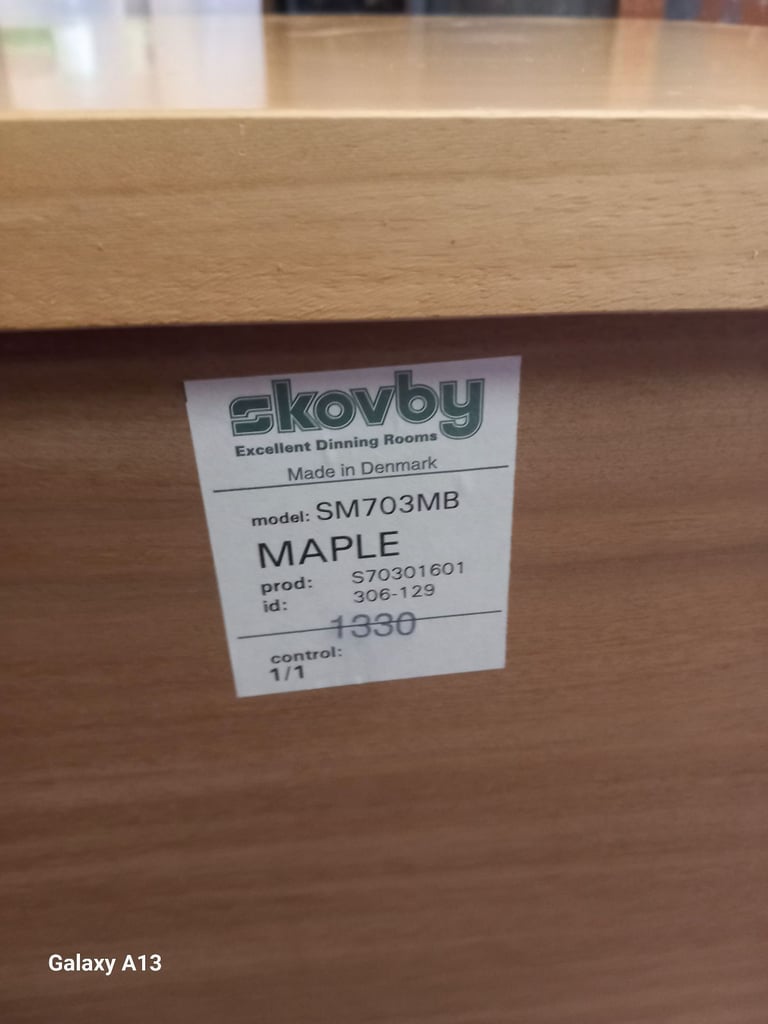 skovby
Excellent Dinning Rooms
Made in Denmark
model: SM703MB
MAPLE
prod: S70301601
id: 306-129
1330
control:
1/1
Galaxy A13